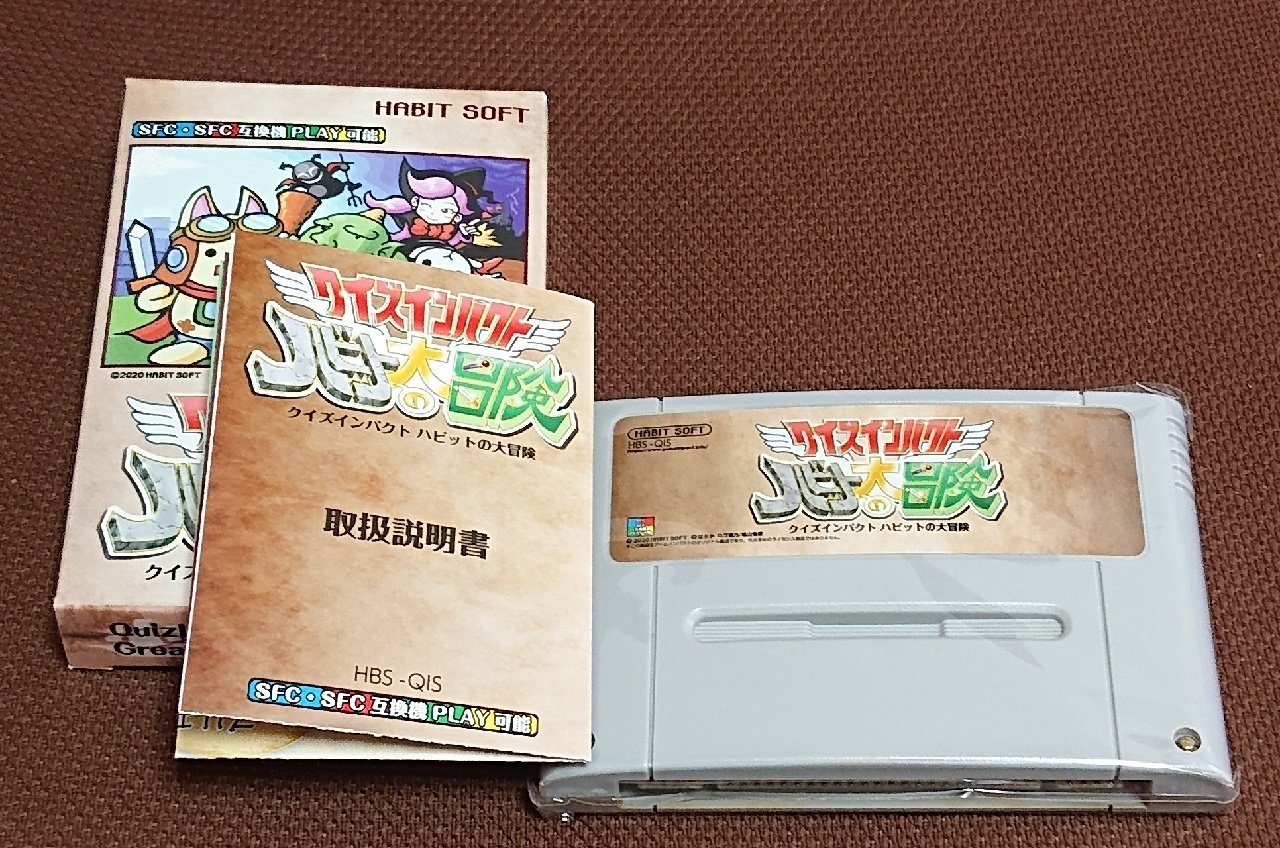 HABIT SOFT
SFC・SFC互換機PLAY可能
©2020 HABIT SOFT
クイズ
Quiz
Grea
クイズインパクト
ハビットの大冒険
クイズインパクト ハビットの大冒険
取扱説明書
HBS-QIS
SFC・SFC互換機PLAY可能
HABIT SOFT
HBS-QIS
クイズインパクト
ハビットの大冒険
クイズインパクト ハビットの大冒険